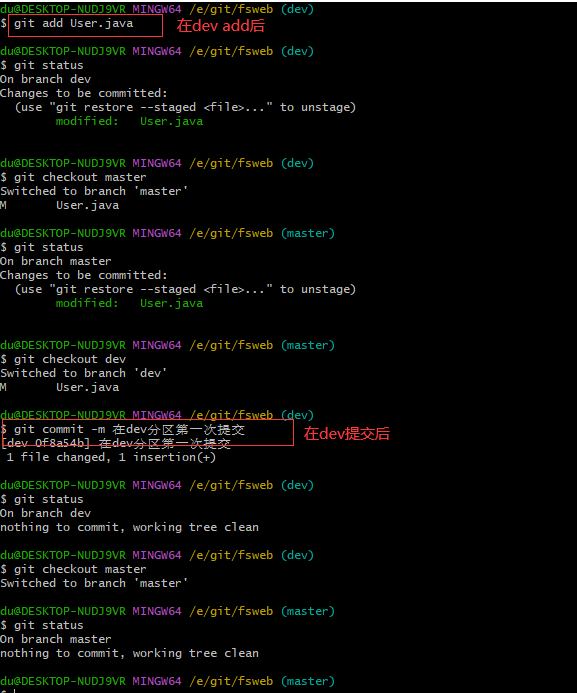 du@DESKTOP-NUDJ9VR MINGW64 /e/git/fsweb (dev)
$ git add User.java 在dev add后
du@DESKTOP-NUDJ9VR MINGW64 /e/git/fsweb (dev)
$ git status
On branch dev
Changes to be committed:
(use "git restore --staged <file>..." to unstage)
modified: User.java
du@DESKTOP-NUDJ9VR MINGW64 /e/git/fsweb (dev)
$ git checkout master
Switched to branch 'master'
M User.java
du@DESKTOP-NUDJ9VR MINGW64 /e/git/fsweb (master)
$ git status
On branch master
Changes to be committed:
(use "git restore --staged <file>..." to unstage)
modified: User.java
du@DESKTOP-NUDJ9VR MINGW64 /e/git/fsweb (master)
$ git checkout dev
Switched to branch 'dev'
M User.java
du@DESKTOP-NUDJ9VR MINGW64 /e/git/fsweb (dev)
$ git commit -m 在dev分区第一次提交 在dev提交后
[dev 0f8a54b] 在dev分区第一次提交
1 file changed, 1 insertion(+)
du@DESKTOP-NUDJ9VR MINGW64 /e/git/fsweb (dev)
$ git status
On branch dev
nothing to commit, working tree clean
du@DESKTOP-NUDJ9VR MINGW64 /e/git/fsweb (dev)
$ git checkout master
Switched to branch 'master'
du@DESKTOP-NUDJ9VR MINGW64 /e/git/fsweb (master)
$ git status
On branch master
nothing to commit, working tree clean
du@DESKTOP-NUDJ9VR MINGW64 /e/git/fsweb (master)
$